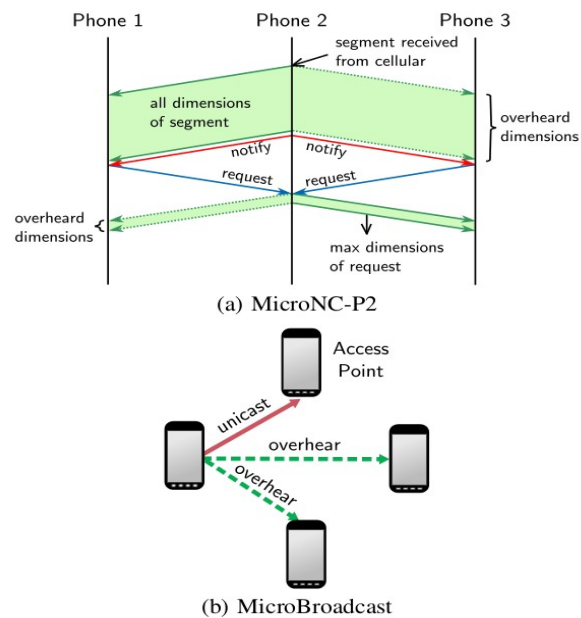 Phone 1
Phone 2
Phone 3
segment received
from cellular
all dimensions
of segment
overheard
dimensions
notify
notify
request
request
overheard
dimensions
max dimensions
of request
(a) MicroNC-P2
Access
Point
unicast
overhear
overhear
(b) MicroBroadcast